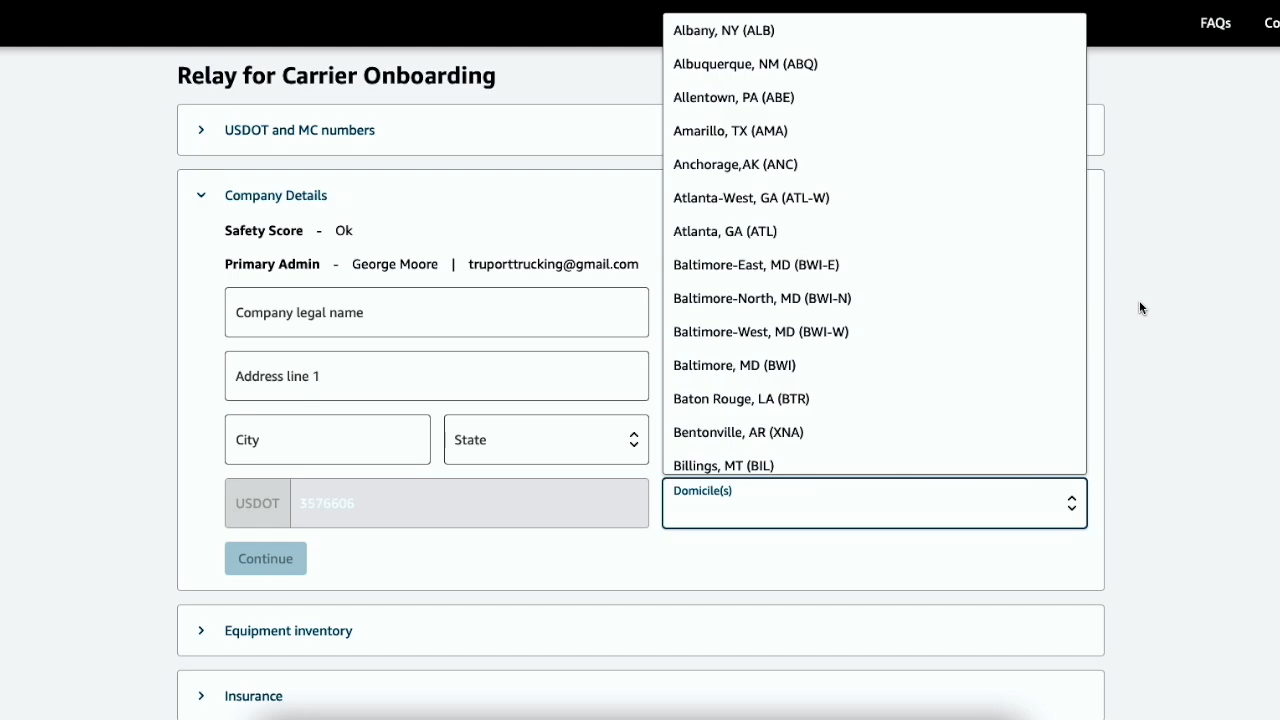 FAQs
Co
Relay for Carrier Onboarding
USDOT and MC numbers
Company Details
Safety Score - Ok
Primary Admin - George Moore | truporttrucking@gmail.com
Company legal name
Address line 1
City
State
USDOT 3576606
Continue
Albany, NY (ALB)
Albuquerque, NM (ABQ)
Allentown, PA (ABE)
Amarillo, TX (AMA)
Anchorage,AK (ANC)
Atlanta-West, GA (ATL-W)
Atlanta, GA (ATL)
Baltimore-East, MD (BWI-E)
Baltimore-North, MD (BWI-N)
Baltimore-West, MD (BWI-W)
Baltimore, MD (BWI)
Baton Rouge, LA (BTR)
Bentonville, AR (XNA)
Billings, MT (BIL)
Domicile(s)
Equipment inventory
Insurance